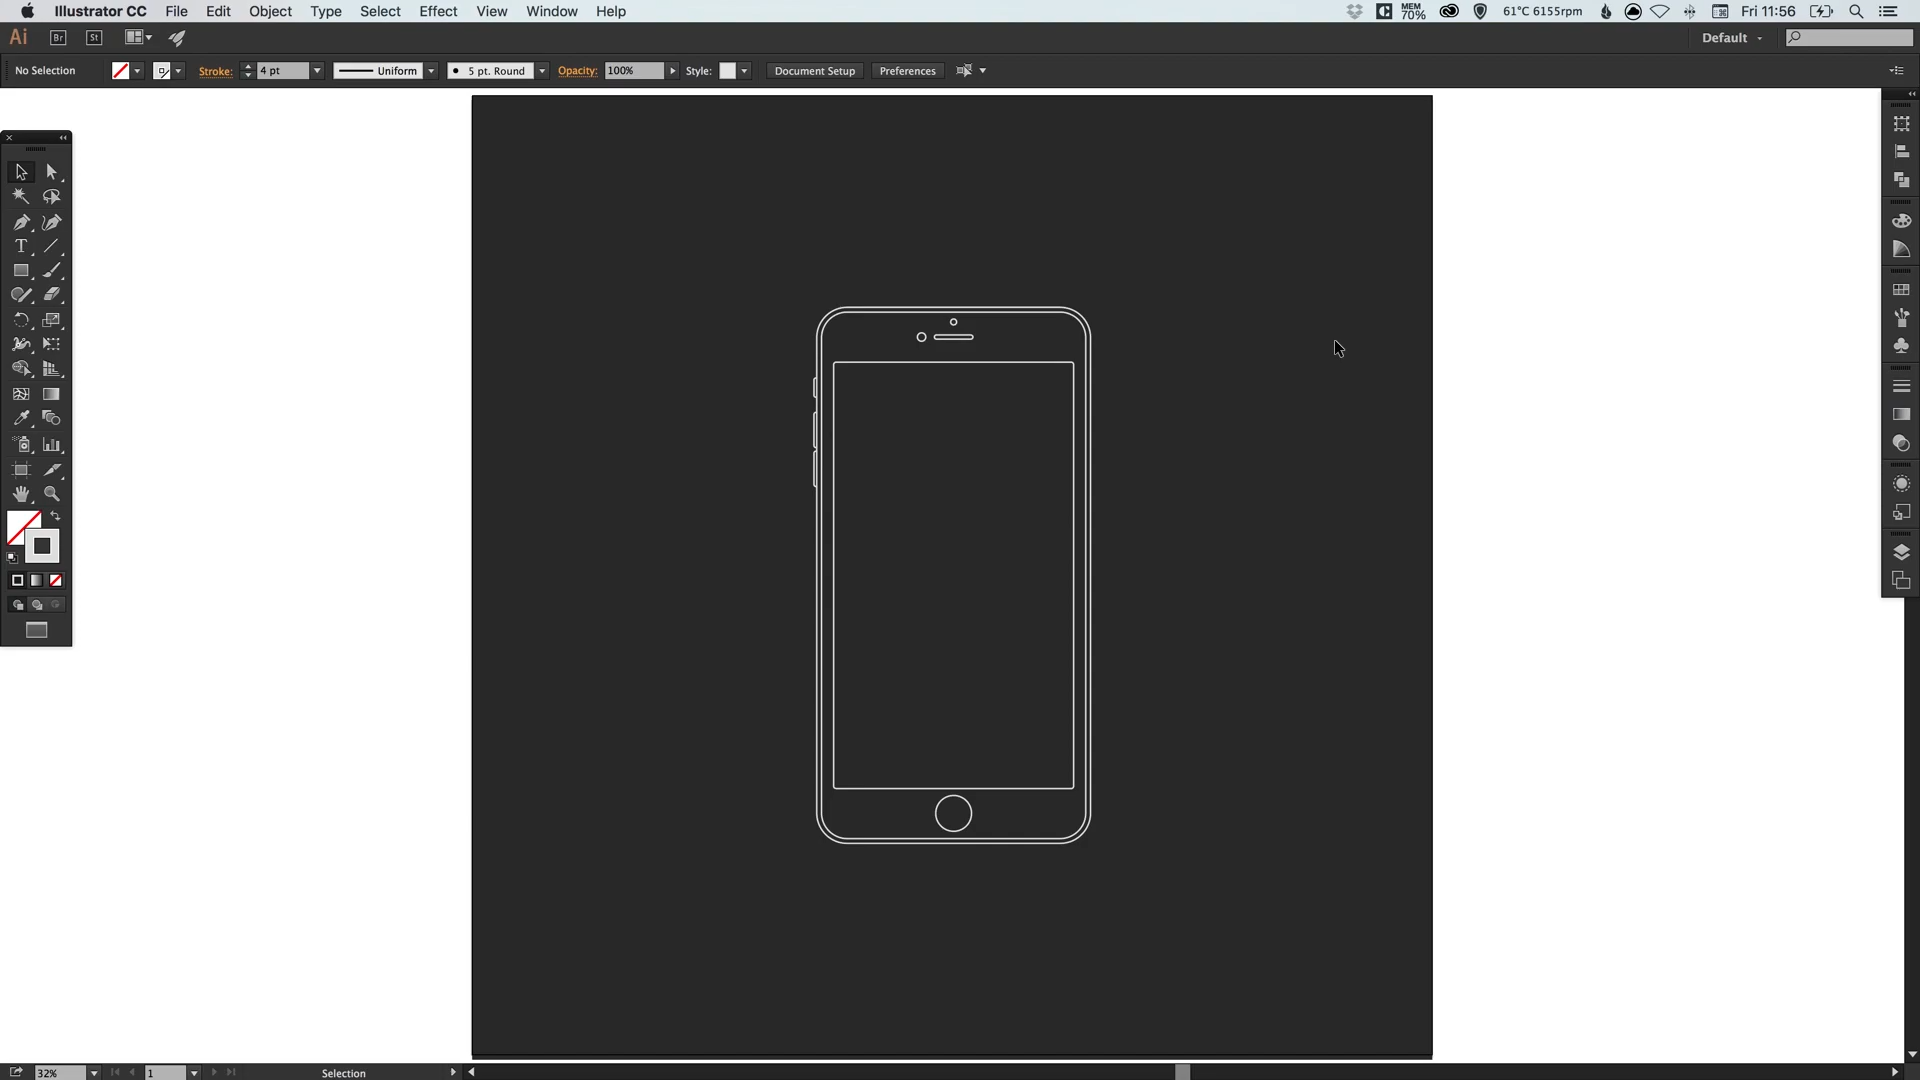 Illustrator CC File Edit Object Type Select Effect View Window Help MEM 70% 61°C 6155rpm Fri 11:56
Ai Br St Default
No Selection Stroke: 4 pt Uniform 5 pt. Round Opacity: 100% Style: Document Setup Preferences
T
32% 1 Selection